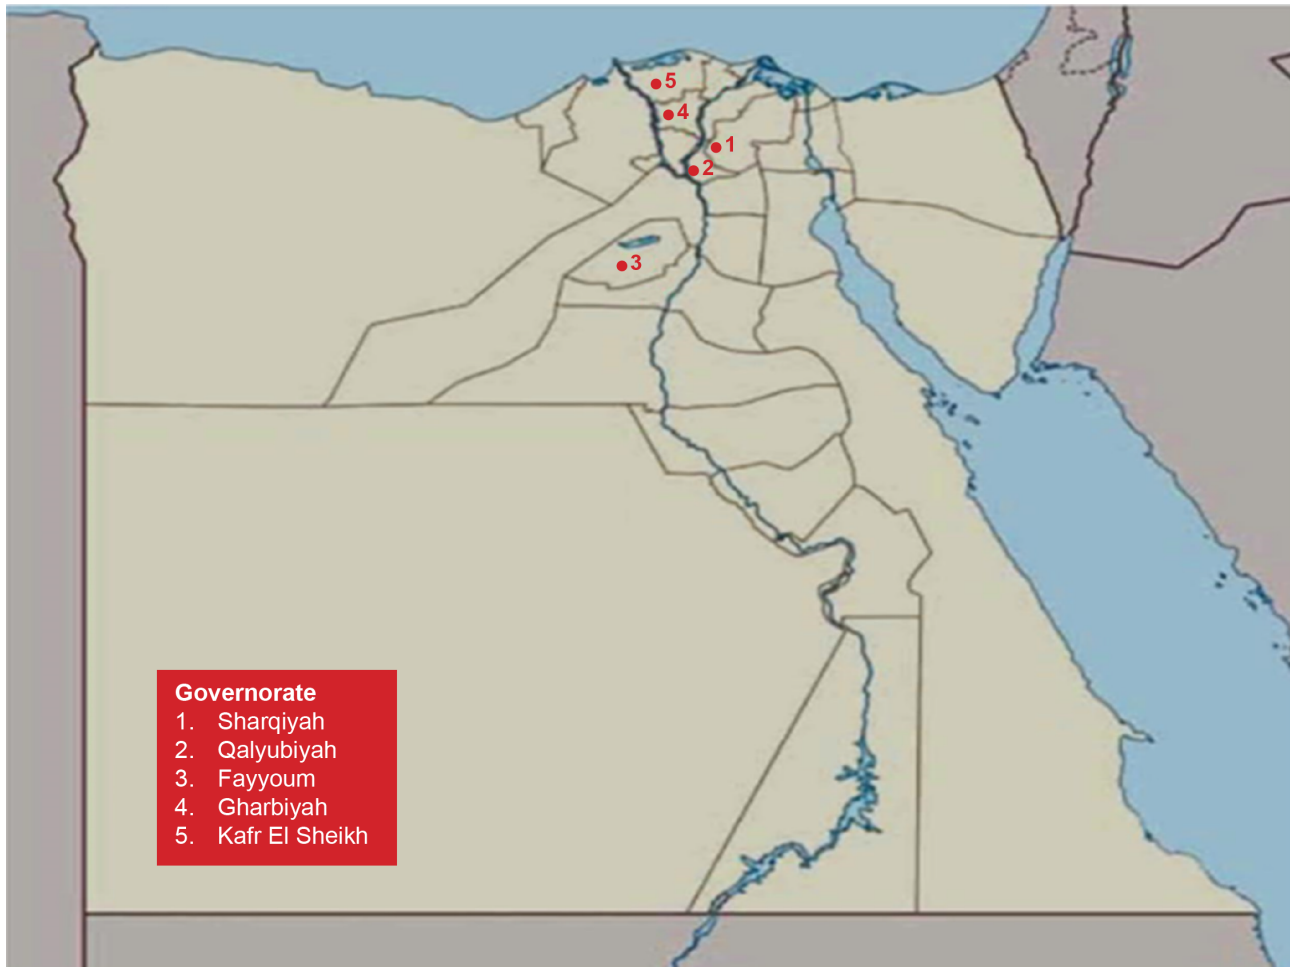 5
4
1
2
3
Governorate
1. Sharqiyah
2. Qalyubiyah
3. Fayyoum
4. Gharbiyah
5. Kafr El Sheikh